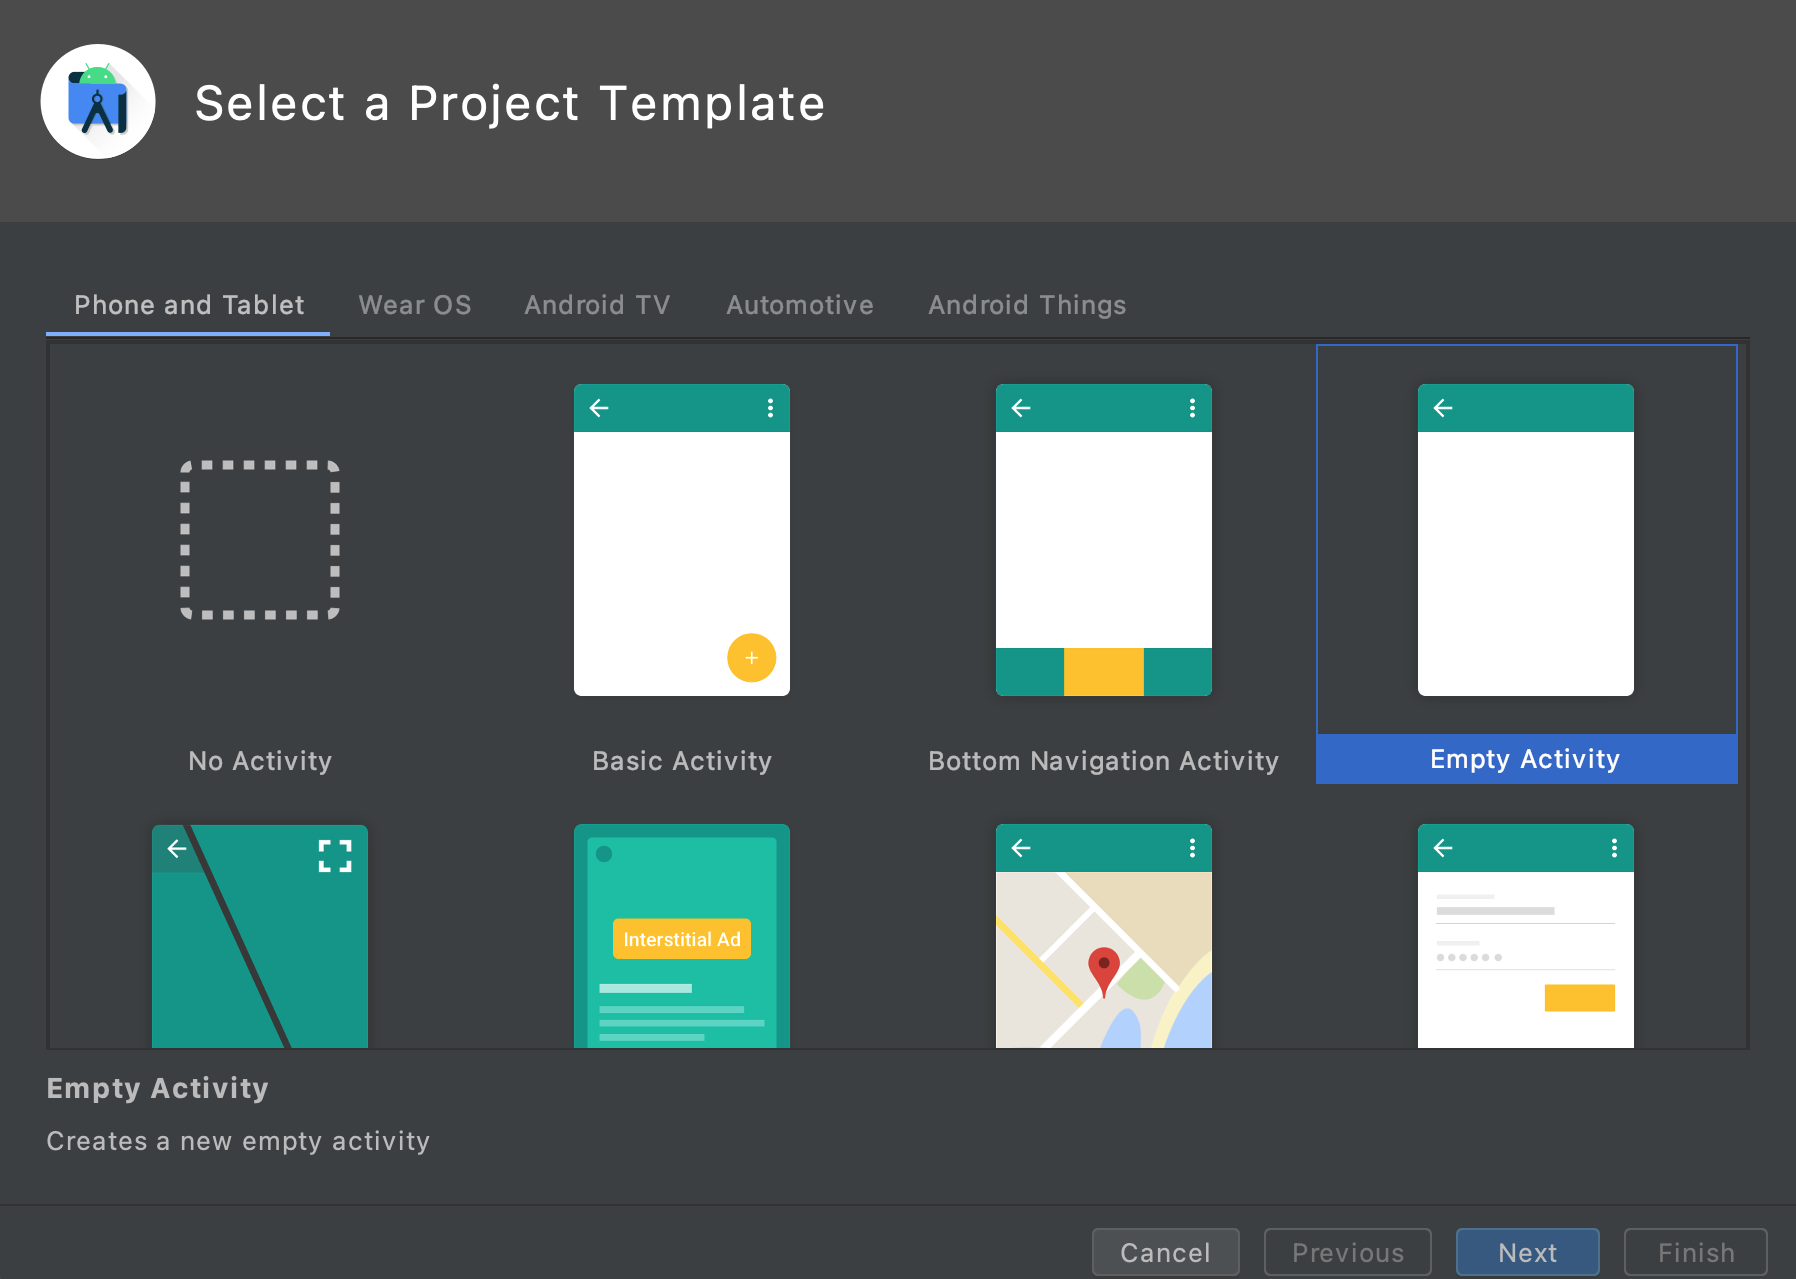 Select a Project Template
Phone and Tablet
Wear OS
Android TV
Automotive
Android Things
No Activity
Basic Activity
Bottom Navigation Activity
Empty Activity
Interstitial Ad
Empty Activity
Creates a new empty activity
Cancel
Previous
Next
Finish